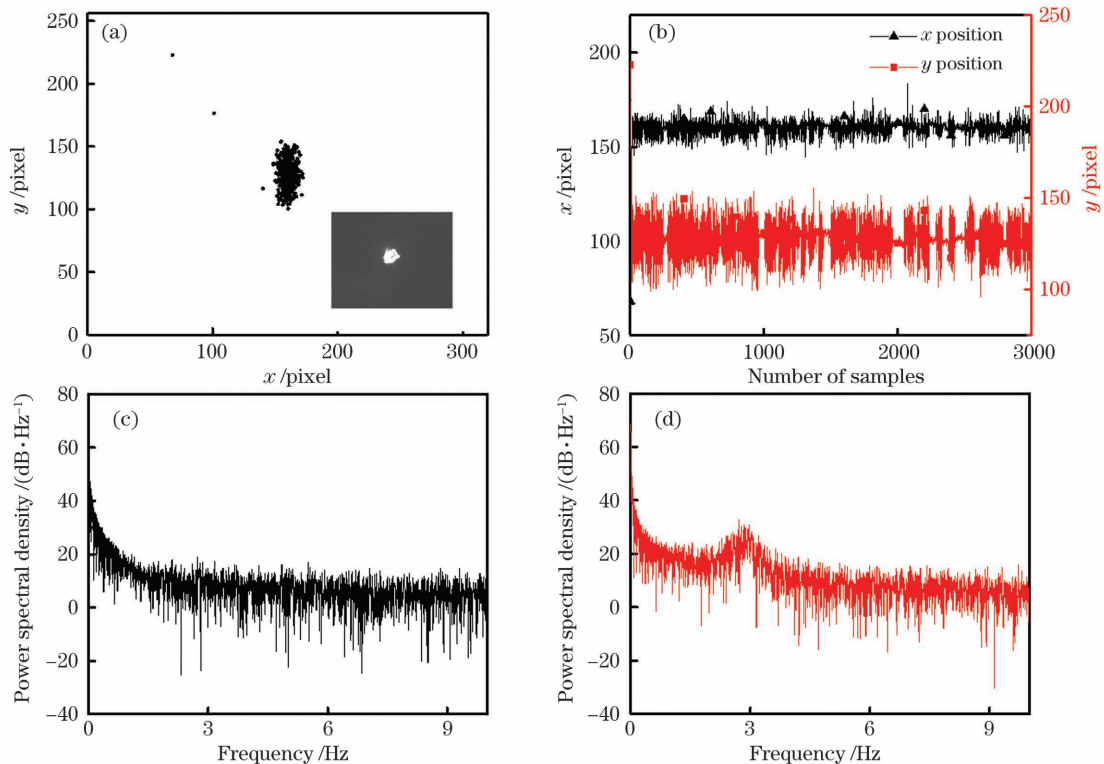 (a)
250
200
150
100
50
0
y /pixel
0
100
200
300
x /pixel
(b)
x position
y position
200
150
100
50
x /pixel
250
200
150
100
y /pixel
0
1000
2000
3000
Number of samples
(c)
80
60
40
20
0
−20
−40
Power spectral density /(dB·Hz⁻¹)
0
3
6
9
Frequency /Hz
(d)
80
60
40
20
0
−20
−40
Power spectral density /(dB·Hz⁻¹)
0
3
6
9
Frequency /Hz